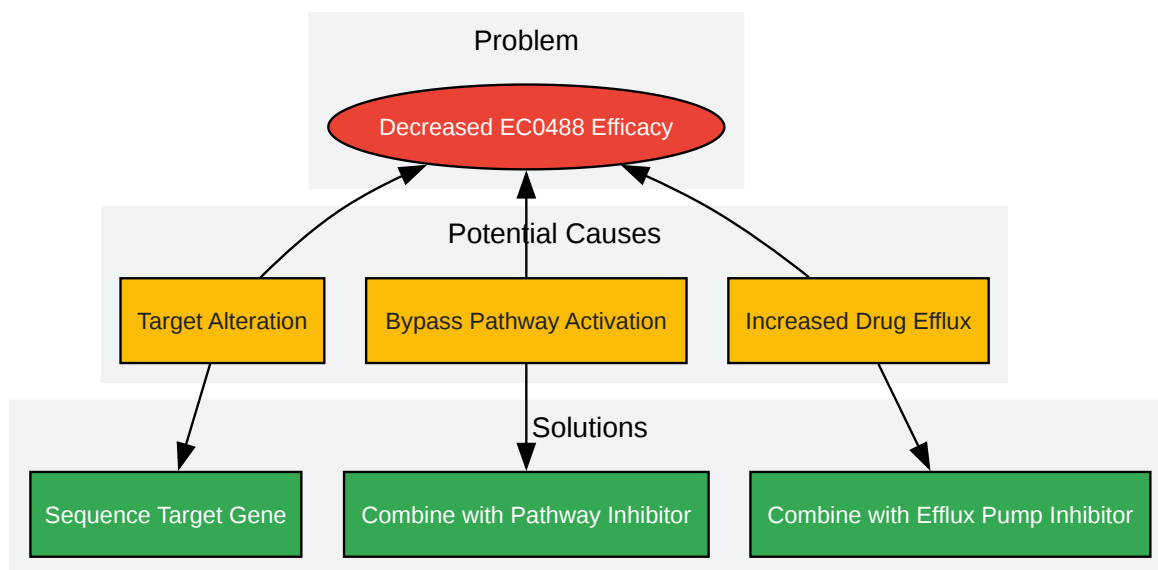 Problem
Decreased EC0488 Efficacy
Potential Causes
Target Alteration
Bypass Pathway Activation
Increased Drug Efflux
Solutions
Sequence Target Gene
Combine with Pathway Inhibitor
Combine with Efflux Pump Inhibitor